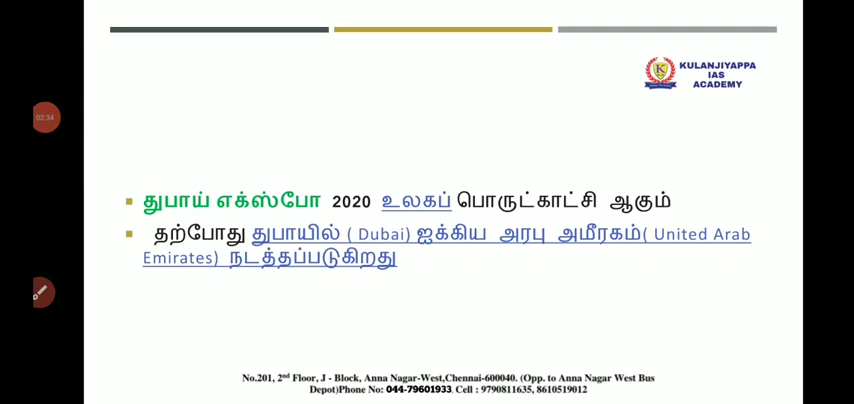 KULANJIYAPPA
IAS
ACADEMY
02:34
துபாய் எக்ஸ்போ 2020 உலகப் பொருட்காட்சி ஆகும்
தற்போது துபாயில் ( Dubai) ஐக்கிய அரபு அமீரகம்( United Arab
Emirates) நடத்தப்படுகிறது
No.201, 2nd Floor, J - Block, Anna Nagar-West,Chennai-600040. (Opp. to Anna Nagar West Bus
Depot)Phone No: 044-79601933. Cell : 9790811635, 8610519012